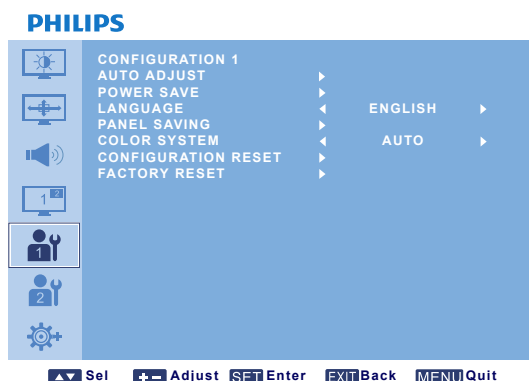 PHILIPS
CONFIGURATION 1
AUTO ADJUST
POWER SAVE
LANGUAGE ENGLISH
PANEL SAVING
COLOR SYSTEM AUTO
CONFIGURATION RESET
FACTORY RESET
1 2
1
2
Sel Adjust SET Enter EXIT Back MENU Quit